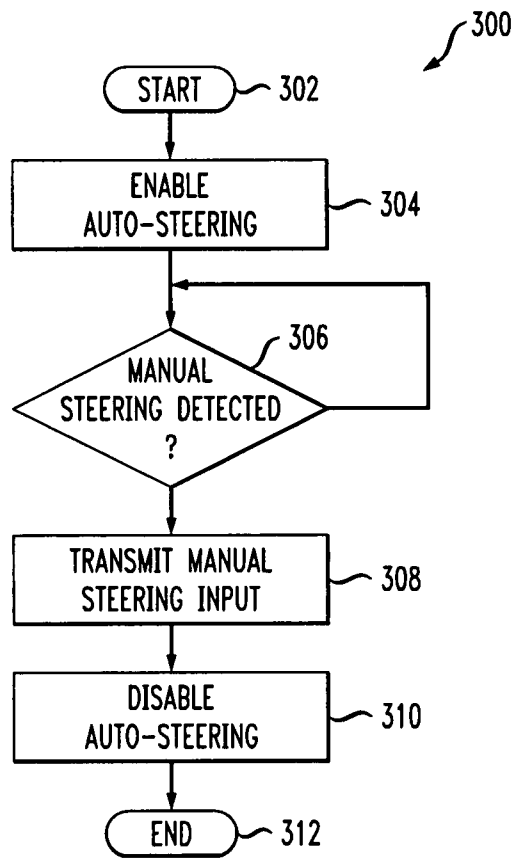 300
START
302
ENABLE
AUTO-STEERING
304
306
MANUAL
STEERING DETECTED
?
TRANSMIT MANUAL
STEERING INPUT
308
DISABLE
AUTO-STEERING
310
END
312